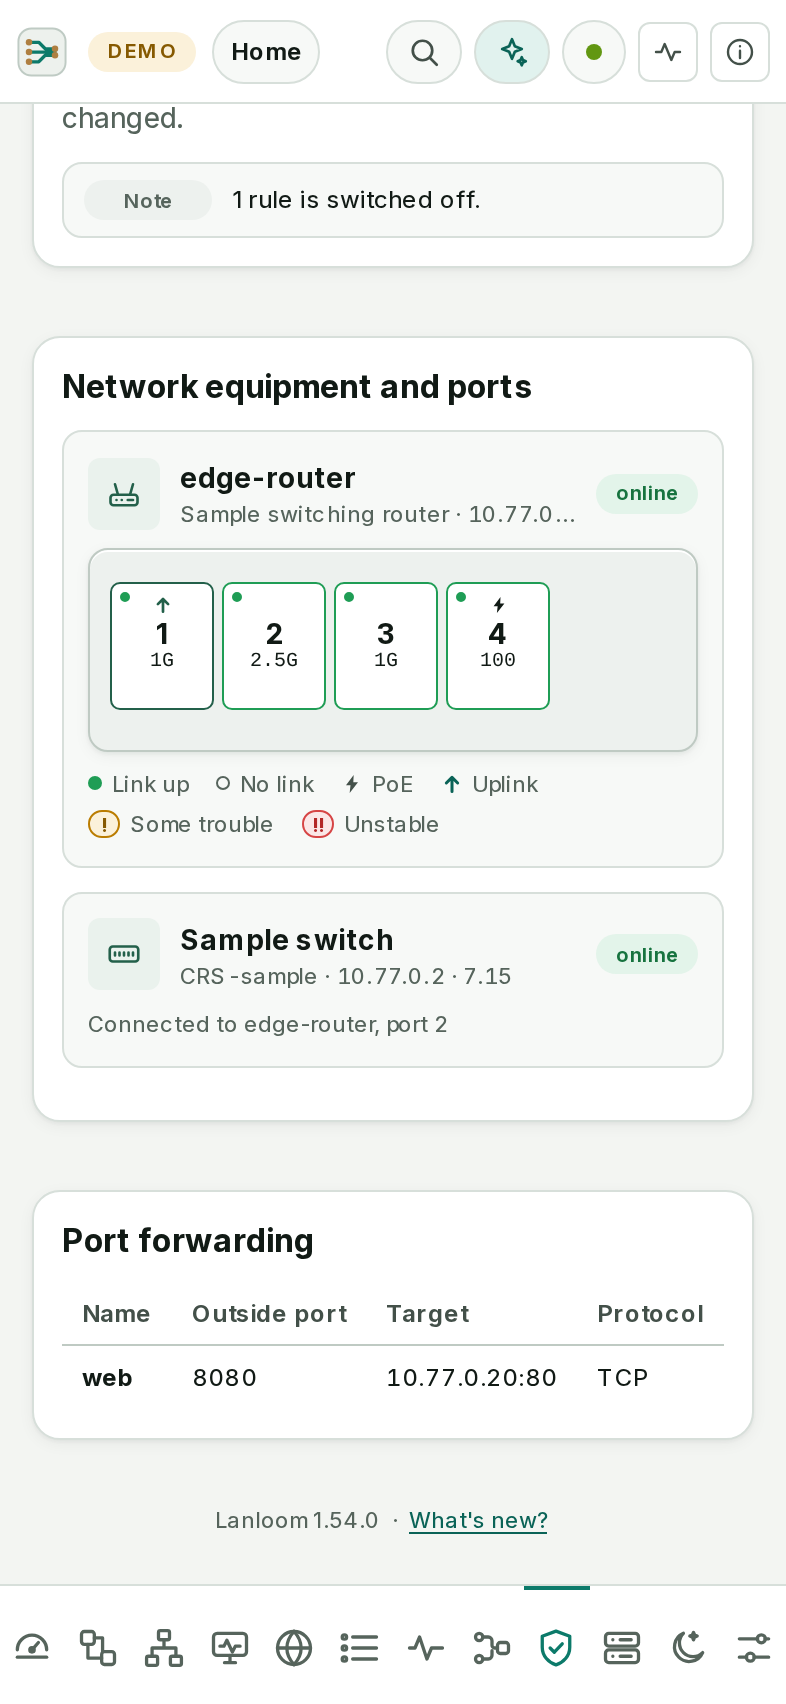 DEMO Home
changed.
Note 1 rule is switched off.
Network equipment and ports
edge-router
Sample switching router · 10.77.0...
online
1 2 3 4
1G 2.5G 1G 100
Link up No link PoE Uplink
! Some trouble !! Unstable
Sample switch
CRS-sample · 10.77.0.2 · 7.15
online
Connected to edge-router, port 2
Port forwarding
Name Outside port Target Protocol
web 8080 10.77.0.20:80 TCP
Lanloom 1.54.0 · What's new?